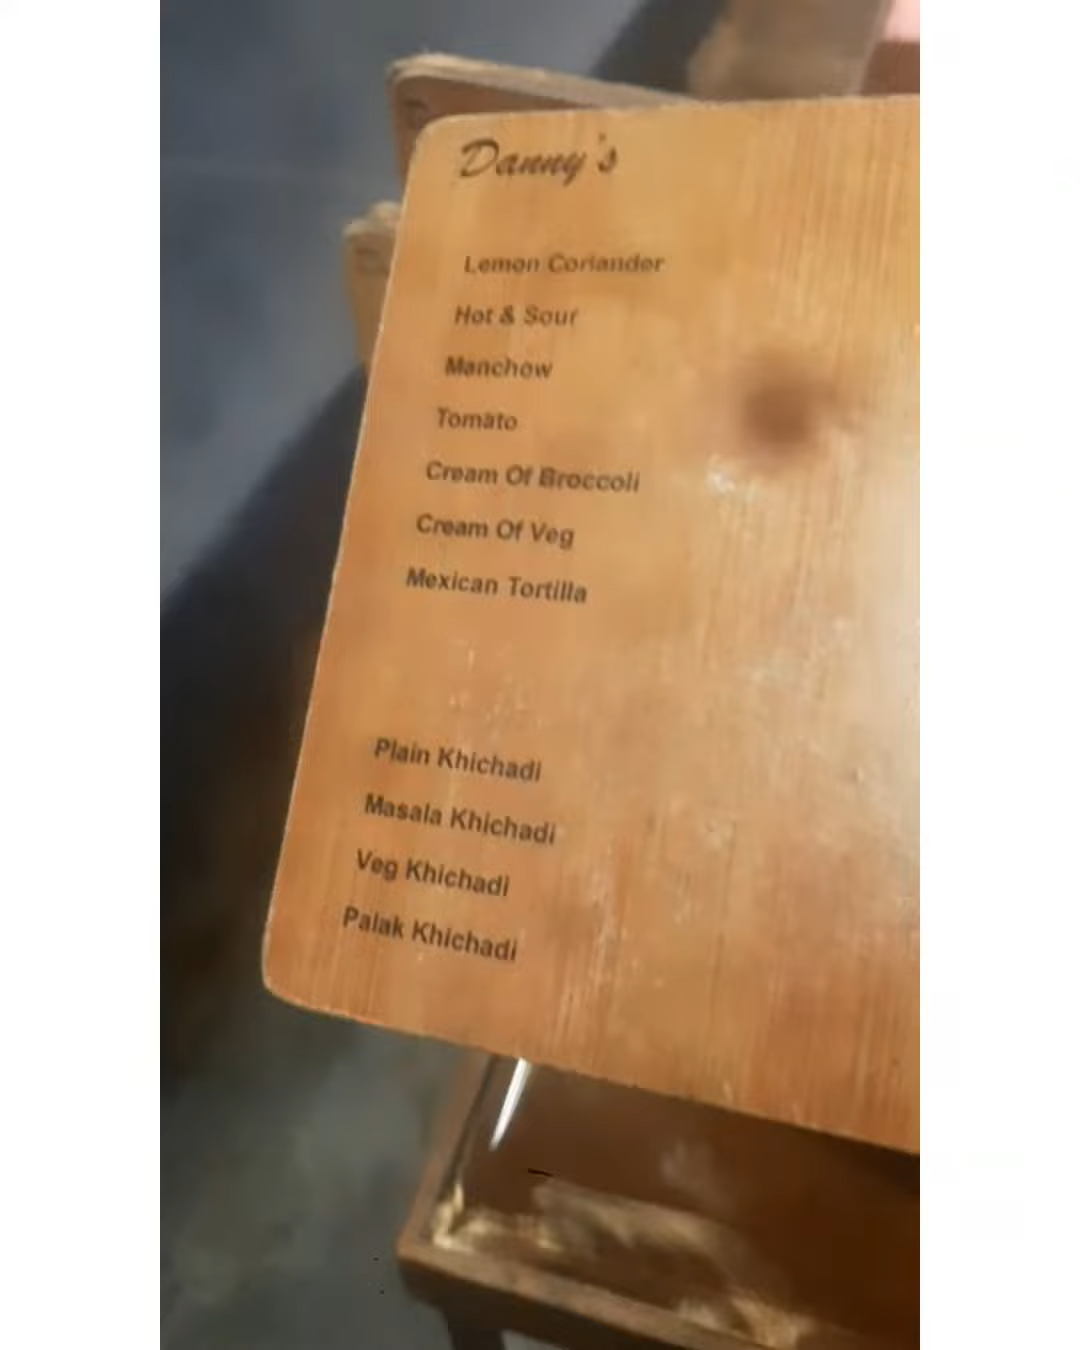 Danny's
Lemon Coriander
Hot & Sour
Manchow
Tomato
Cream Of Broccoli
Cream Of Veg
Mexican Tortilla
Plain Khichadi
Masala Khichadi
Veg Khichadi
Palak Khichadi